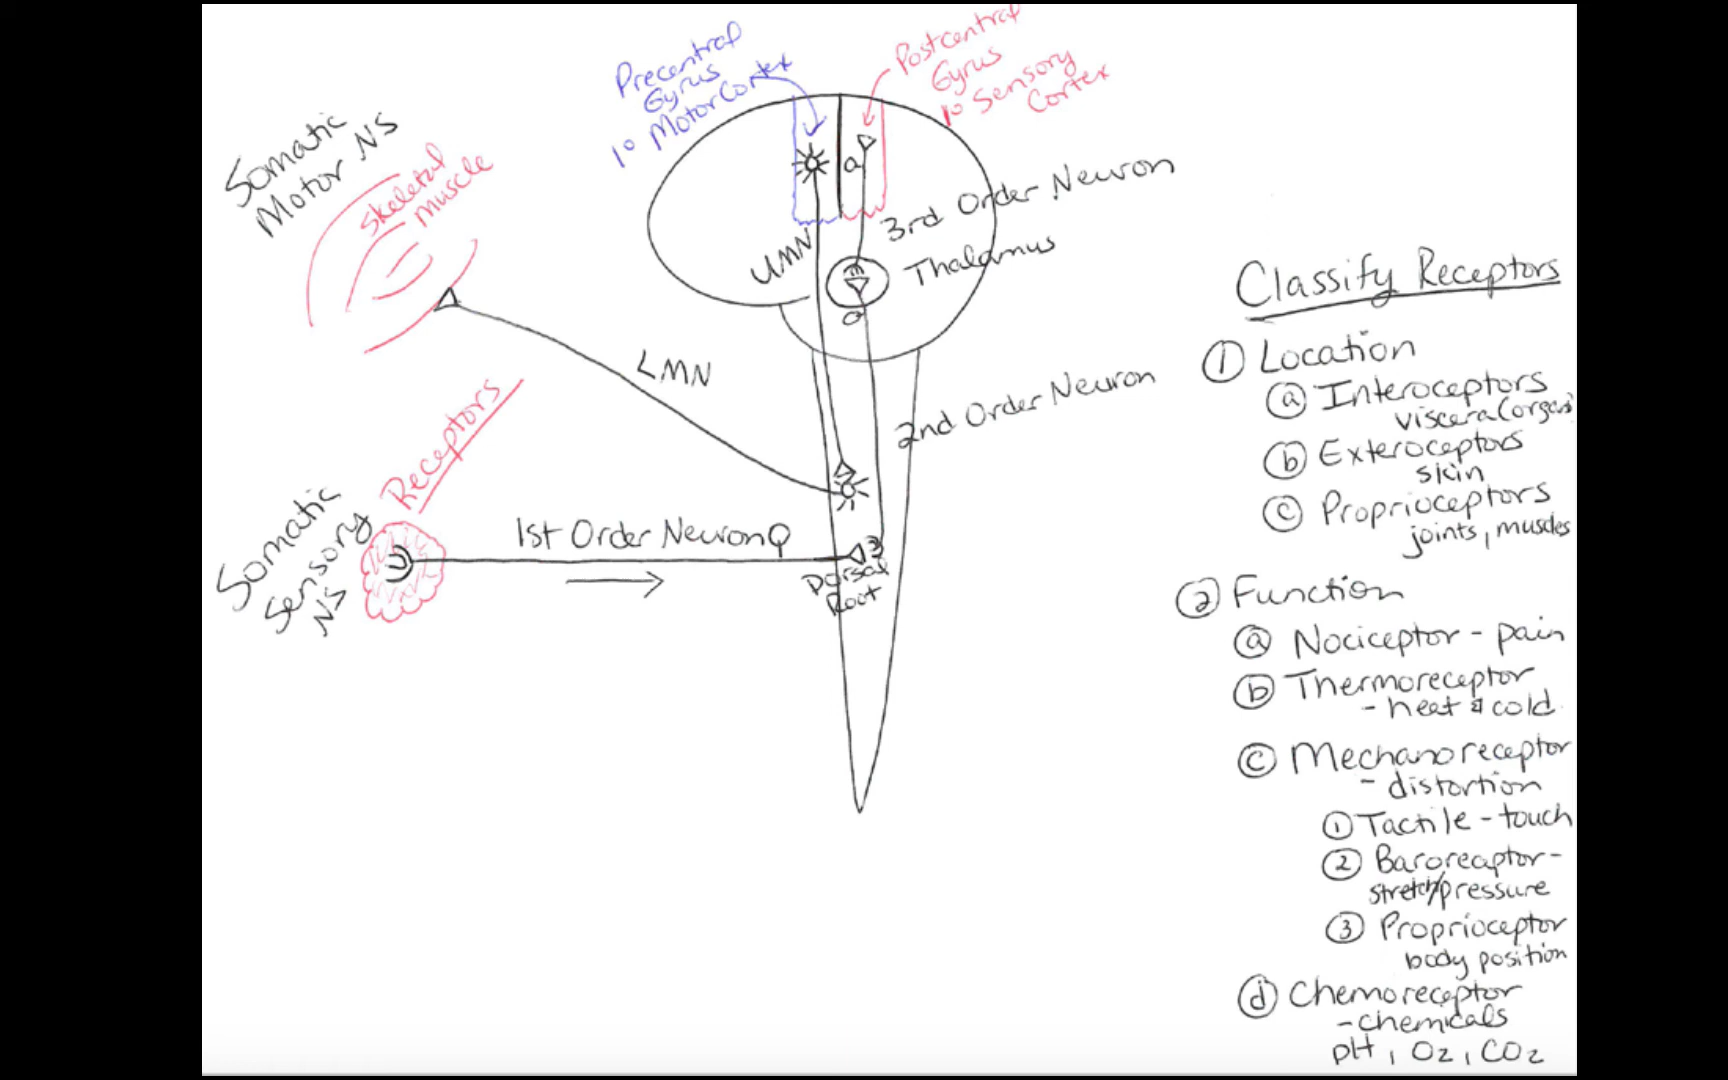 Precentral
Gyrus
1° Motor Cortex
Postcentral
Gyrus
1° Sensory
Cortex
Somatic
Motor NS
Skeletal
muscle
UMN
3rd Order Neuron
Thalamus
LMN
2nd Order Neuron
Receptors
Somatic
Sensory
NS
1st Order Neuron
Dorsal
Root
Classify Receptors
① Location
ⓐ Interoceptors
viscera (organs)
ⓑ Exteroceptors
skin
ⓒ Proprioceptors
joints, muscles
② Function
ⓐ Nociceptor - pain
ⓑ Thermoreceptor
- heat & cold
ⓒ Mechanoreceptor
- distortion
① Tactile - touch
② Baroreaptor -
stretch/pressure
③ Proprioceptor
body position
ⓓ Chemoreceptor
- chemicals
pH, O2, CO2